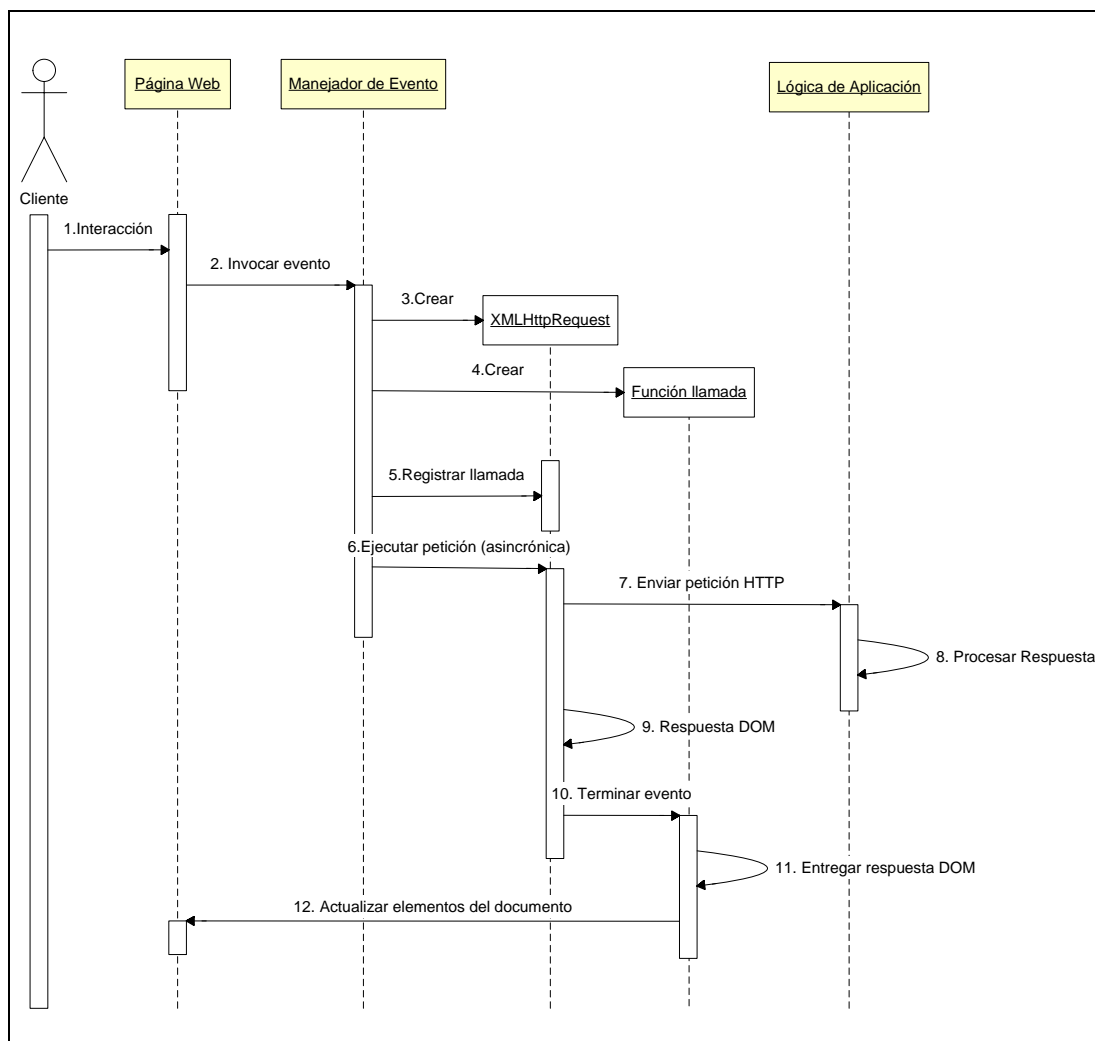 Página Web
Manejador de Evento
Lógica de Aplicación
Cliente
1.Interacción
2. Invocar evento
3.Crear
XMLHttpRequest
4.Crear
Función llamada
5.Registrar llamada
6.Ejecutar petición (asincrónica)
7. Enviar petición HTTP
8. Procesar Respuesta
9. Respuesta DOM
10. Terminar evento
11. Entregar respuesta DOM
12. Actualizar elementos del documento